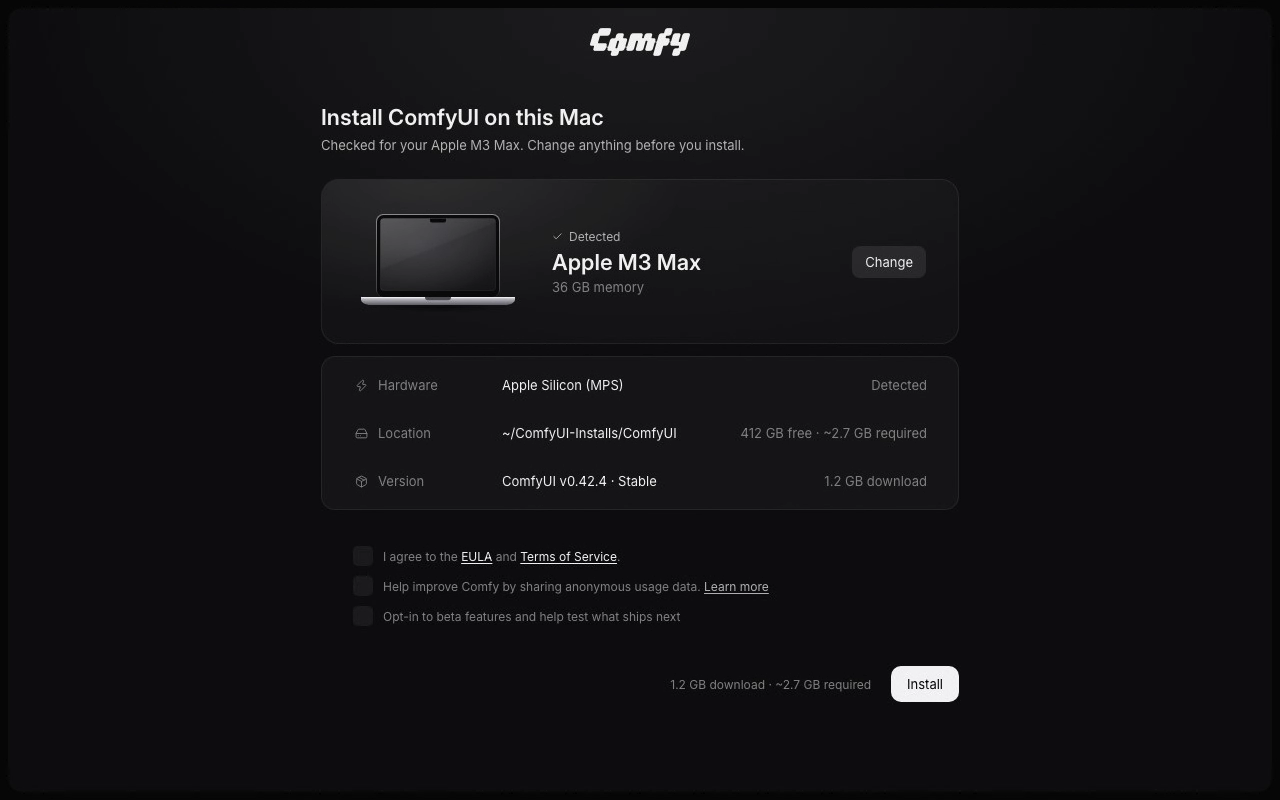 Comfy
Install ComfyUI on this Mac
Checked for your Apple M3 Max. Change anything before you install.
Detected
Apple M3 Max
36 GB memory
Change
Hardware Apple Silicon (MPS) Detected
Location ~/ComfyUI-Installs/ComfyUI 412 GB free · ~2.7 GB required
Version ComfyUI v0.42.4 · Stable 1.2 GB download
I agree to the EULA and Terms of Service.
Help improve Comfy by sharing anonymous usage data. Learn more
Opt-in to beta features and help test what ships next
1.2 GB download · ~2.7 GB required Install